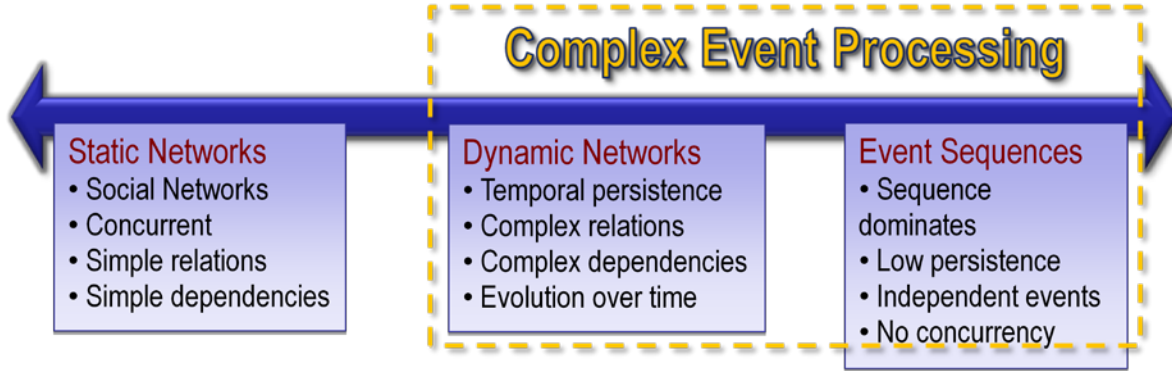 Complex Event Processing
Static Networks
• Social Networks
• Concurrent
• Simple relations
• Simple dependencies
Dynamic Networks
• Temporal persistence
• Complex relations
• Complex dependencies
• Evolution over time
Event Sequences
• Sequence
dominates
• Low persistence
• Independent events
• No concurrency